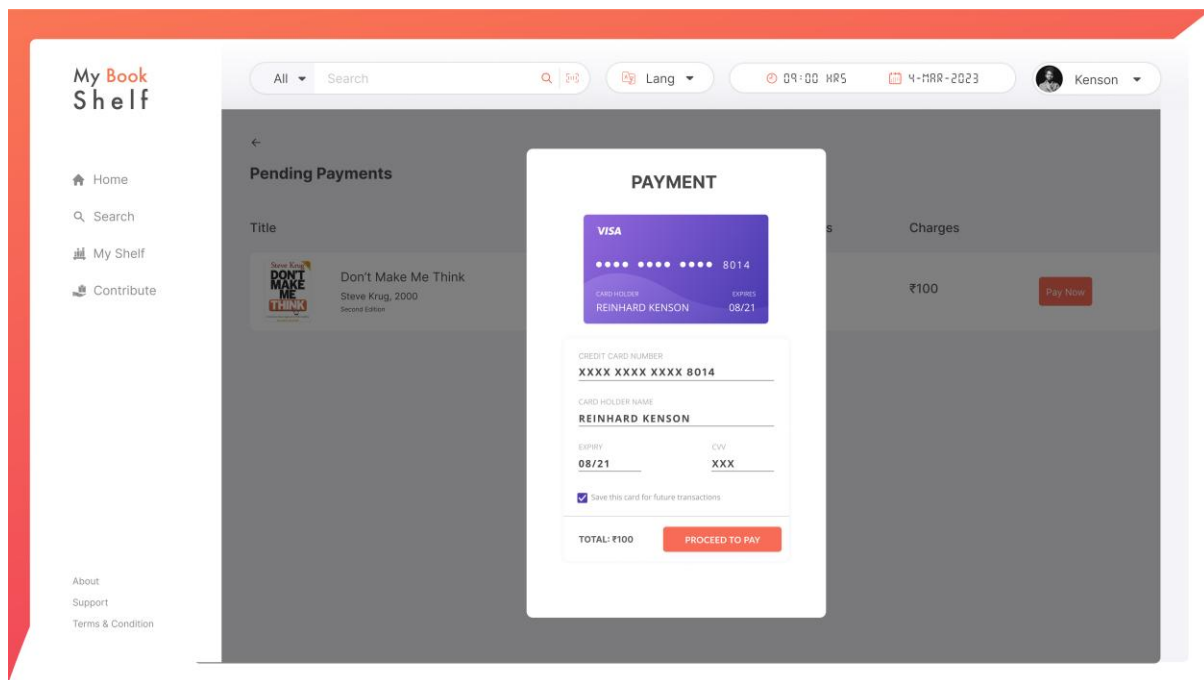 My Book
Shelf
All Search Lang 09:00 HRS 4-MAR-2023 Kenson
Home
Search
My Shelf
Contribute
About
Support
Terms & Condition
Pending Payments
Title s Charges
Steve Krug
DON'T
MAKE
ME
THINK
Don't Make Me Think
Steve Krug, 2000
Second Edition
₹100
Pay Now
PAYMENT
VISA
8014
CARD HOLDER EXPIRES
REINHARD KENSON 08/21
CREDIT CARD NUMBER
XXXX XXXX XXXX 8014
CARD HOLDER NAME
REINHARD KENSON
EXPIRY CVV
08/21 XXX
Save this card for future transactions
TOTAL: ₹100 PROCEED TO PAY